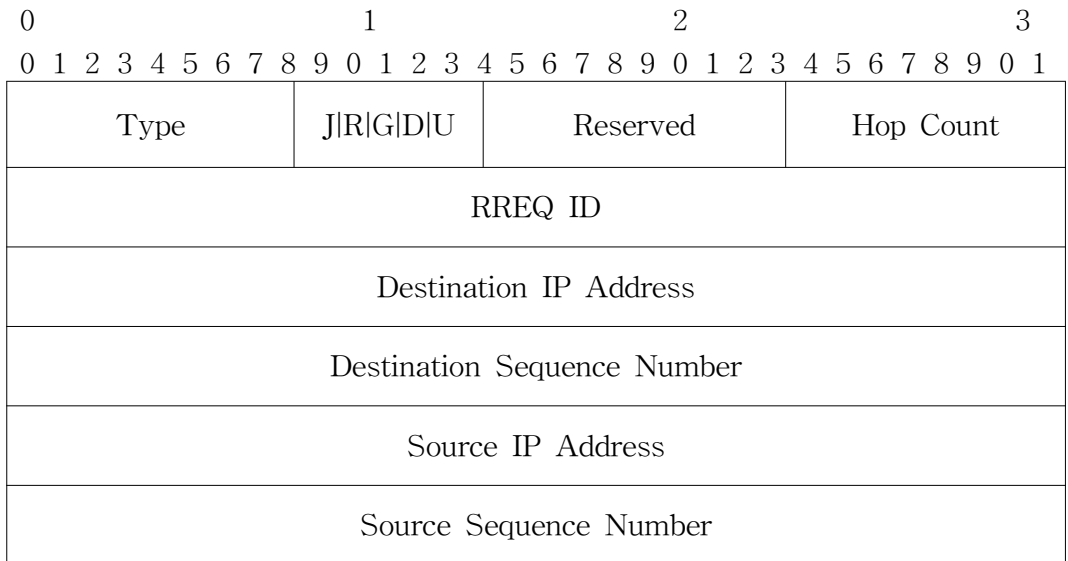 0 1 2 3
0 1 2 3 4 5 6 7 8 9 0 1 2 3 4 5 6 7 8 9 0 1 2 3 4 5 6 7 8 9 0 1
Type J|R|G|D|U Reserved Hop Count
RREQ ID
Destination IP Address
Destination Sequence Number
Source IP Address
Source Sequence Number